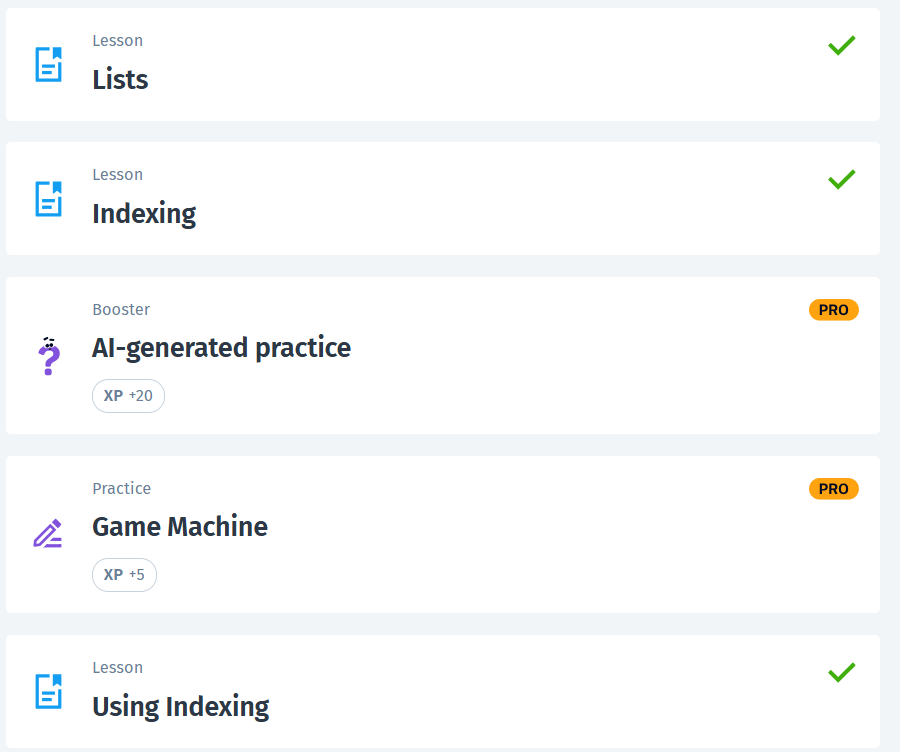 Lesson
Lists
Lesson
Indexing
Booster
PRO
AI-generated practice
XP +20
Practice
PRO
Game Machine
XP +5
Lesson
Using Indexing